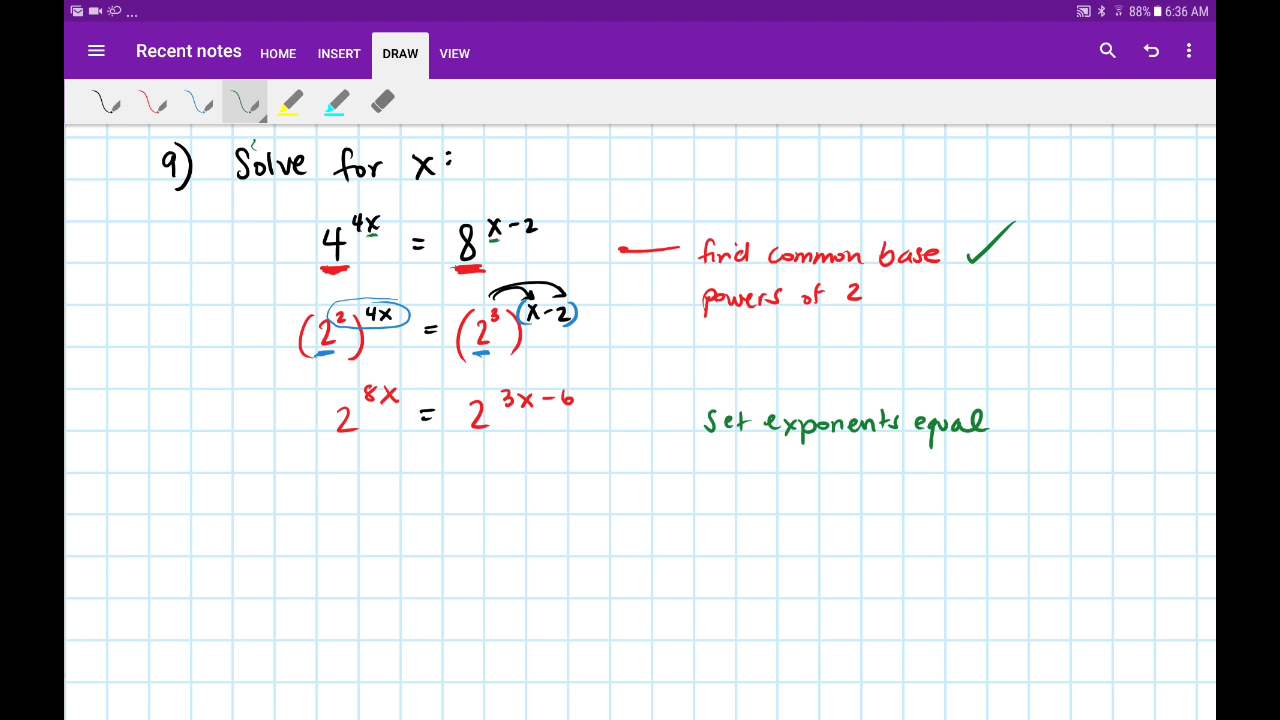 ... 88% 6:36 AM
Recent notes HOME INSERT DRAW VIEW
9) Solve for x:
4^{4x} = 8^{x-2}
find common base ✓
powers of 2
(2^2)^{4x} = (2^3)^{(x-2)}
2^{8x} = 2^{3x-6}
set exponents equal